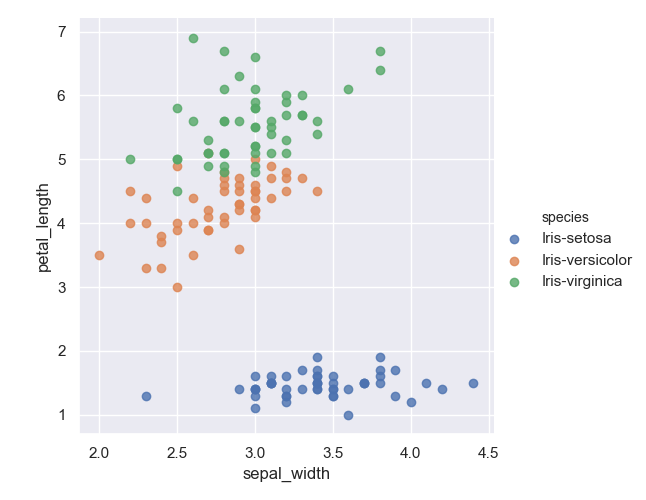 7
6
5
4
3
2
1
petal_length
2.0 2.5 3.0 3.5 4.0 4.5
sepal_width
species
Iris-setosa
Iris-versicolor
Iris-virginica